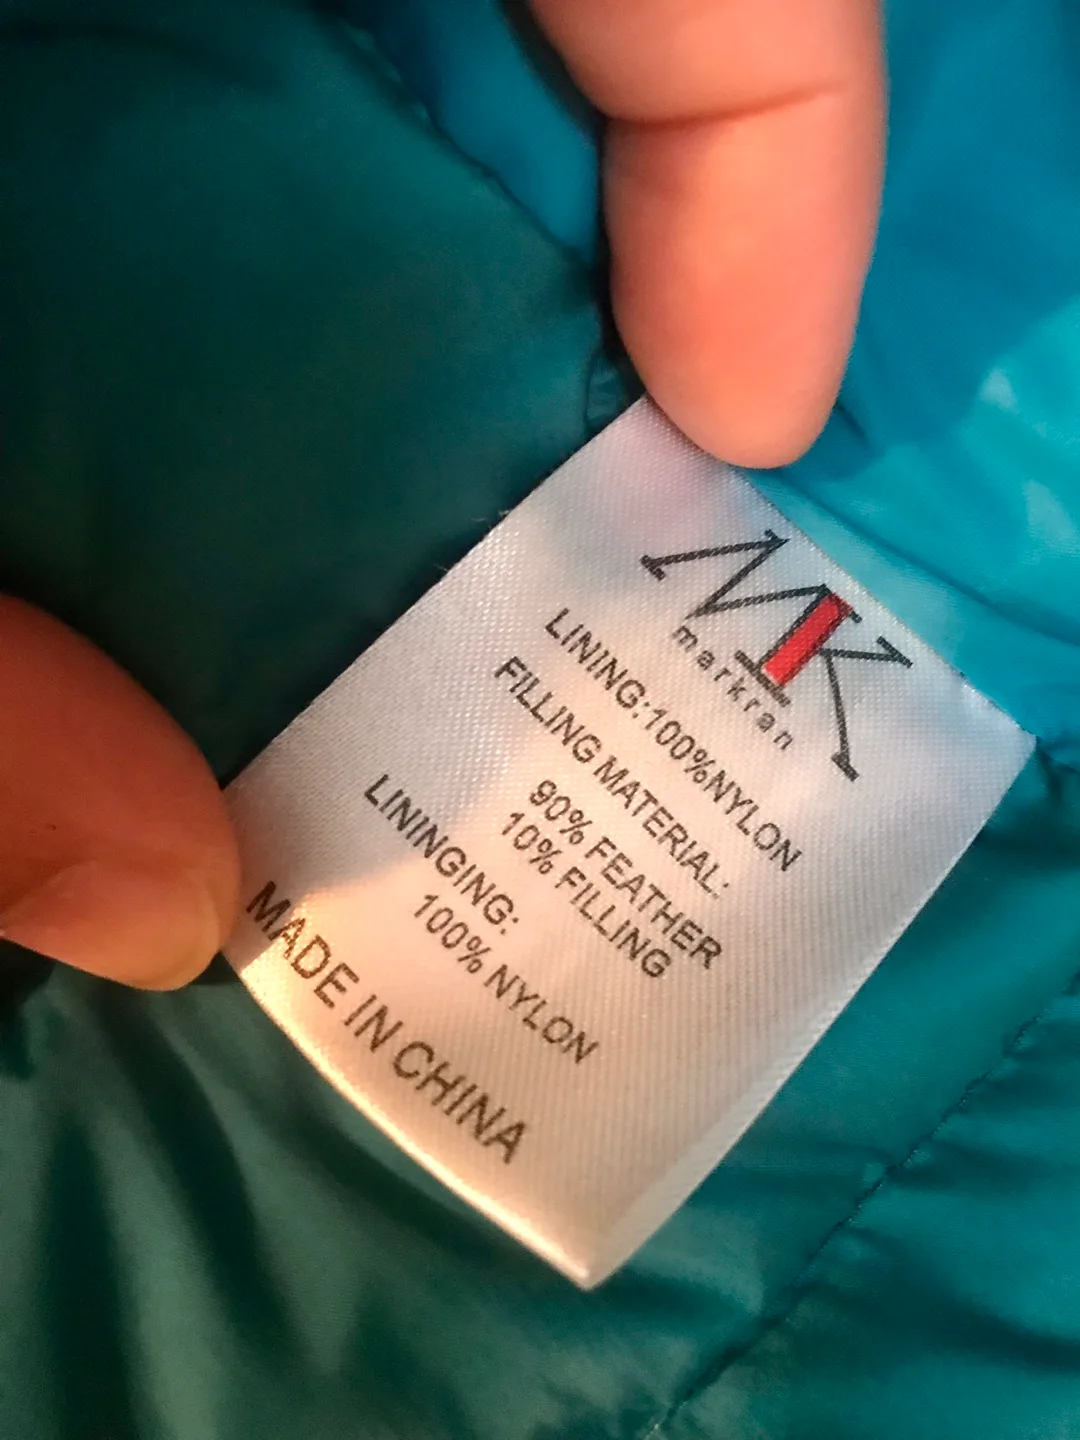 MK
markran
LINING:100%NYLON
FILLING MATERIAL:
90% FEATHER
10% FILLING
LININGING:
100% NYLON
MADE IN CHINA